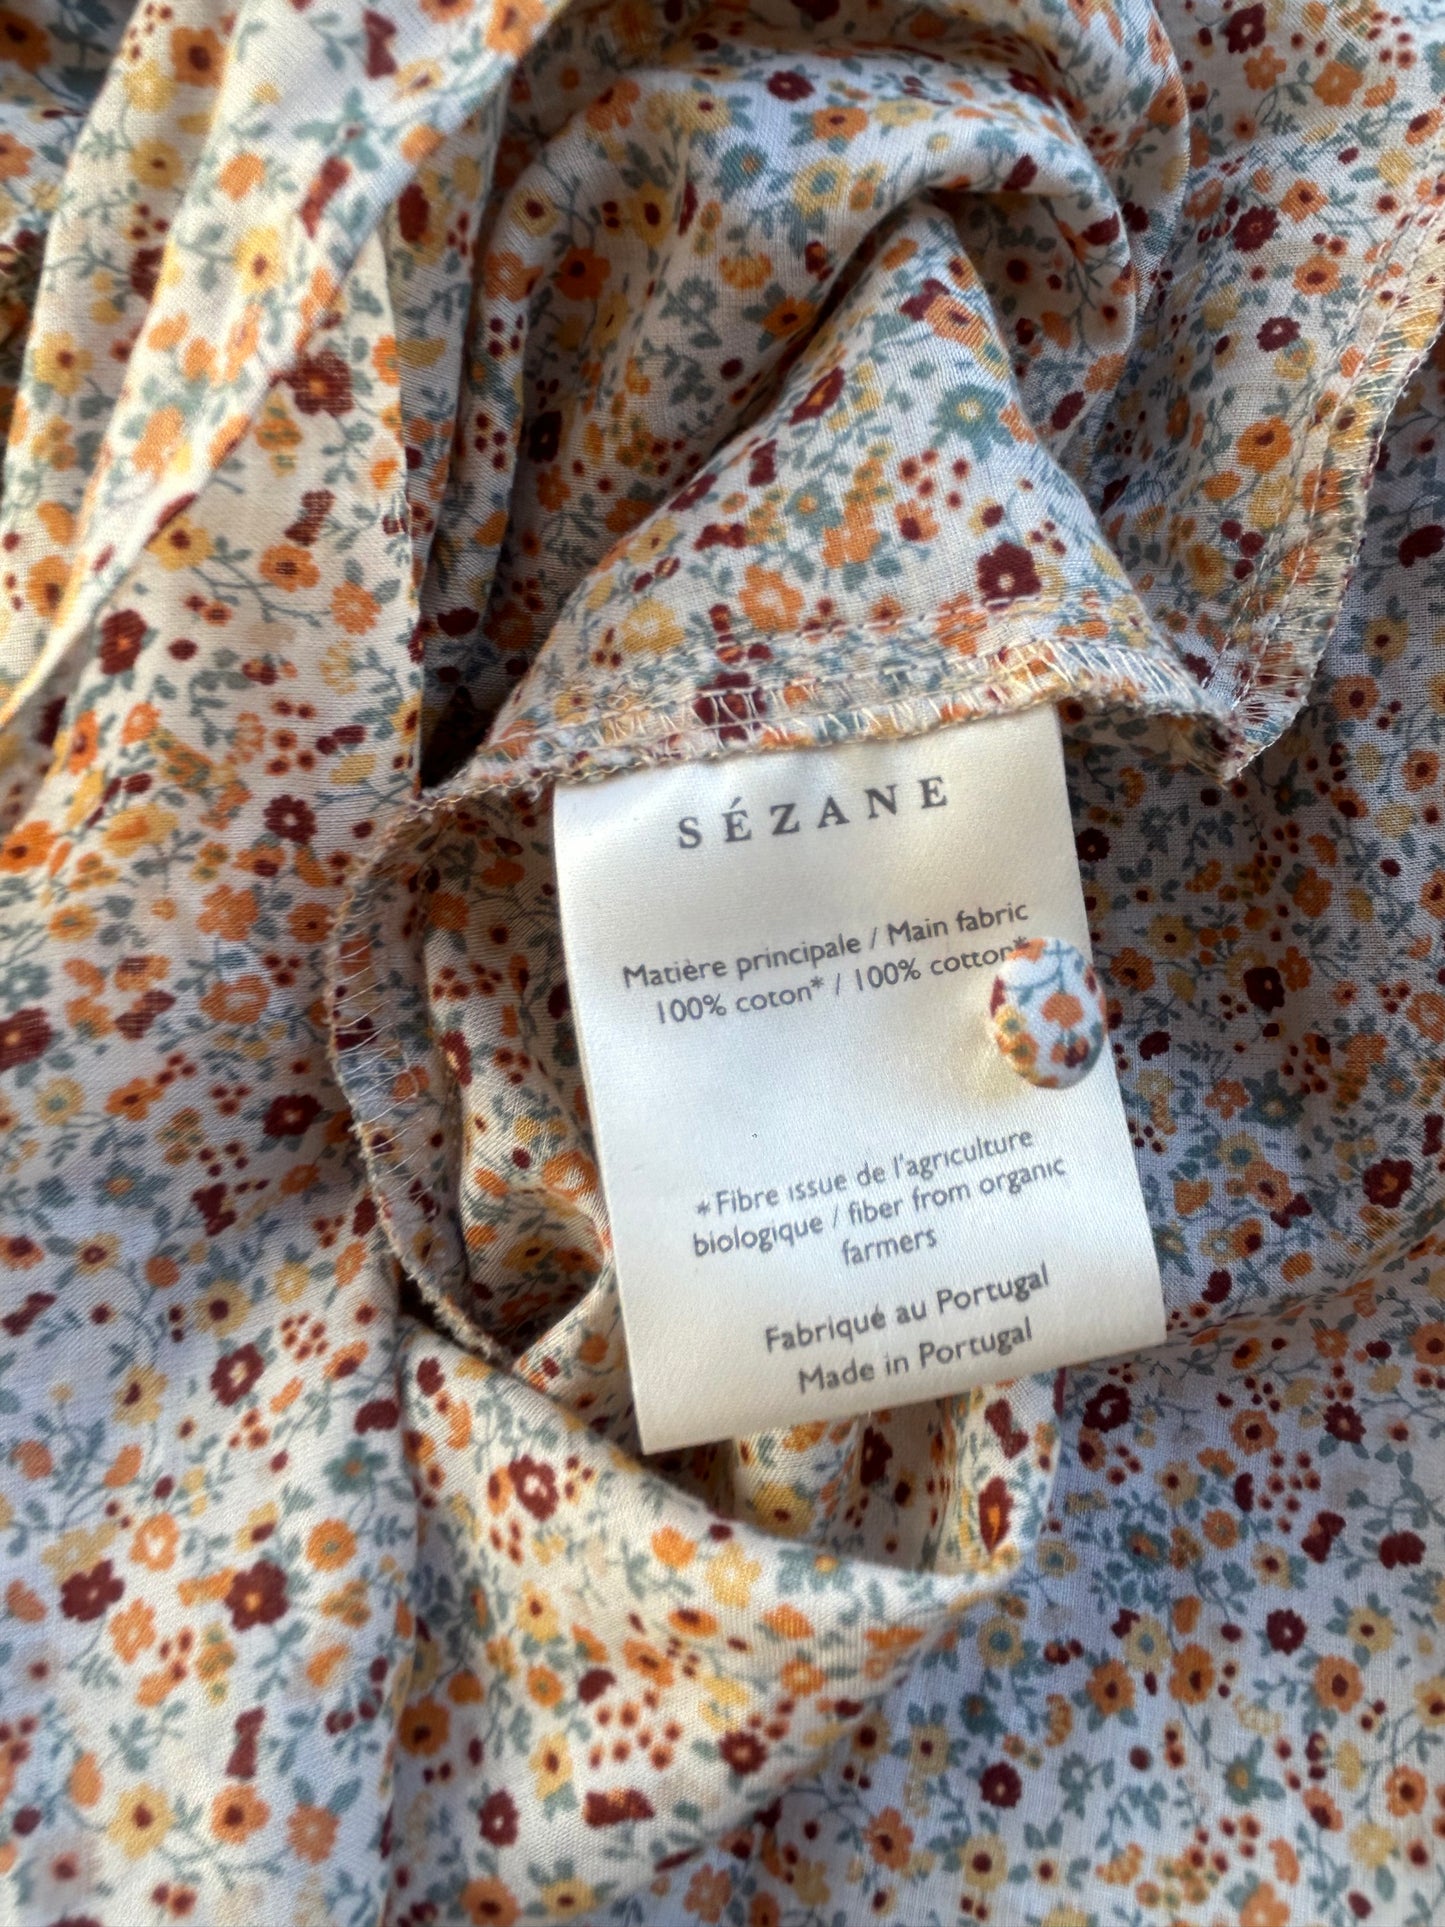 SÉZANE
Matière principale / Main fabric
100% coton* / 100% cotton*
*Fibre issue de l'agriculture
biologique / fiber from organic
farmers
Fabriqué au Portugal
Made in Portugal